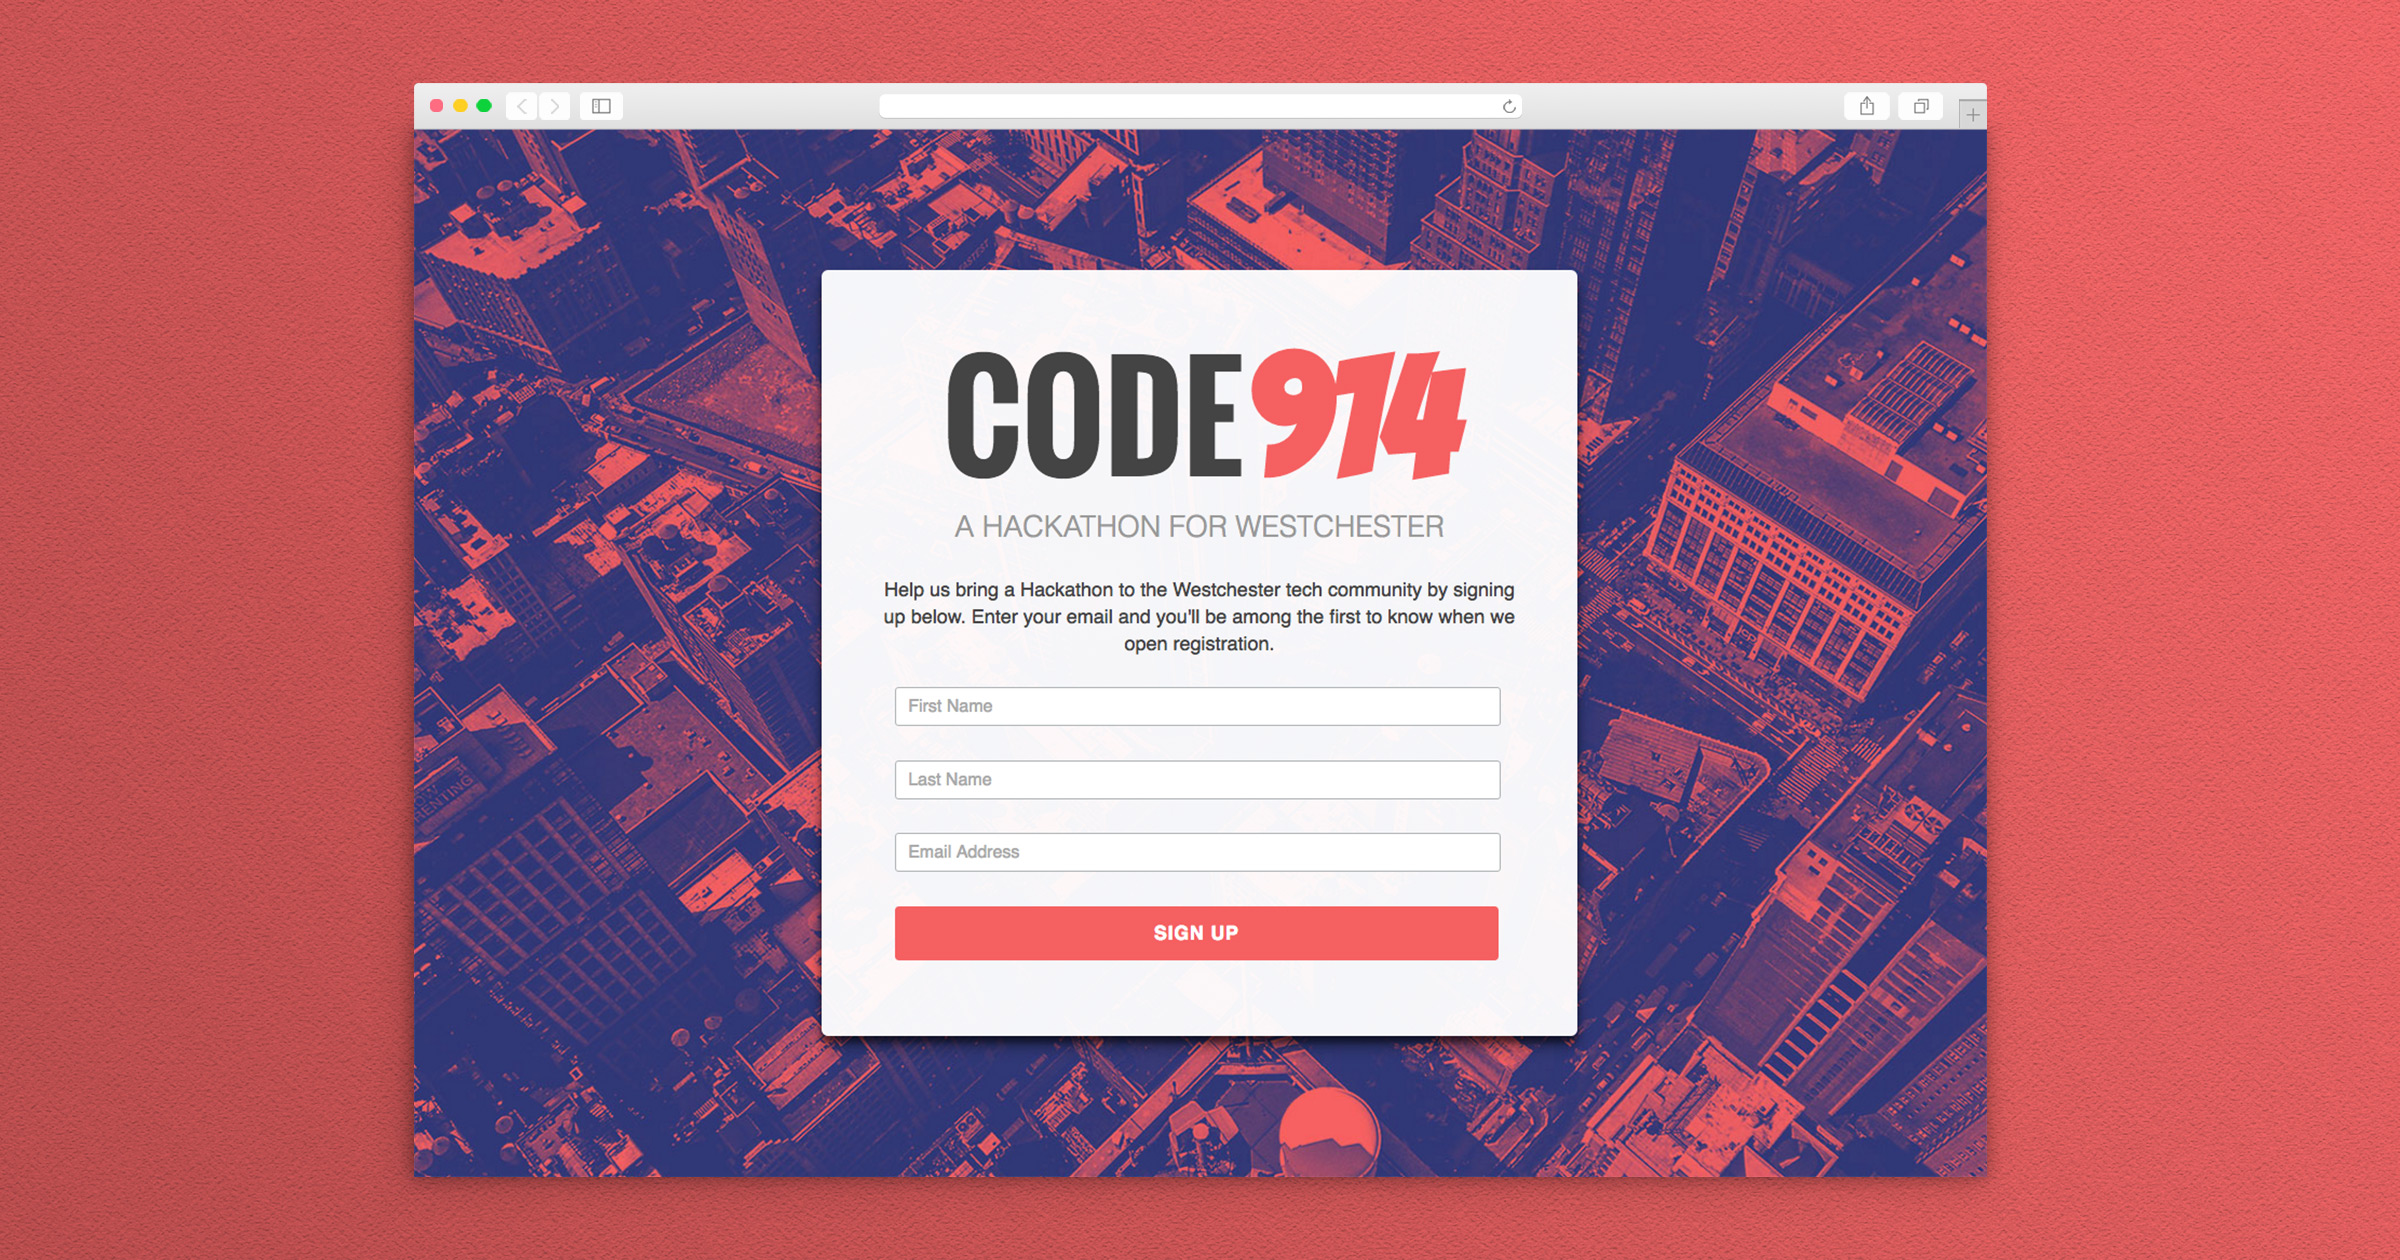 CODE914
A HACKATHON FOR WESTCHESTER
Help us bring a Hackathon to the Westchester tech community by signing
up below. Enter your email and you'll be among the first to know when we
open registration.
First Name
Last Name
Email Address
SIGN UP
RENTING